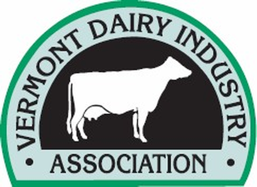 VERMONT DAIRY INDUSTRY
• ASSOCIATION •